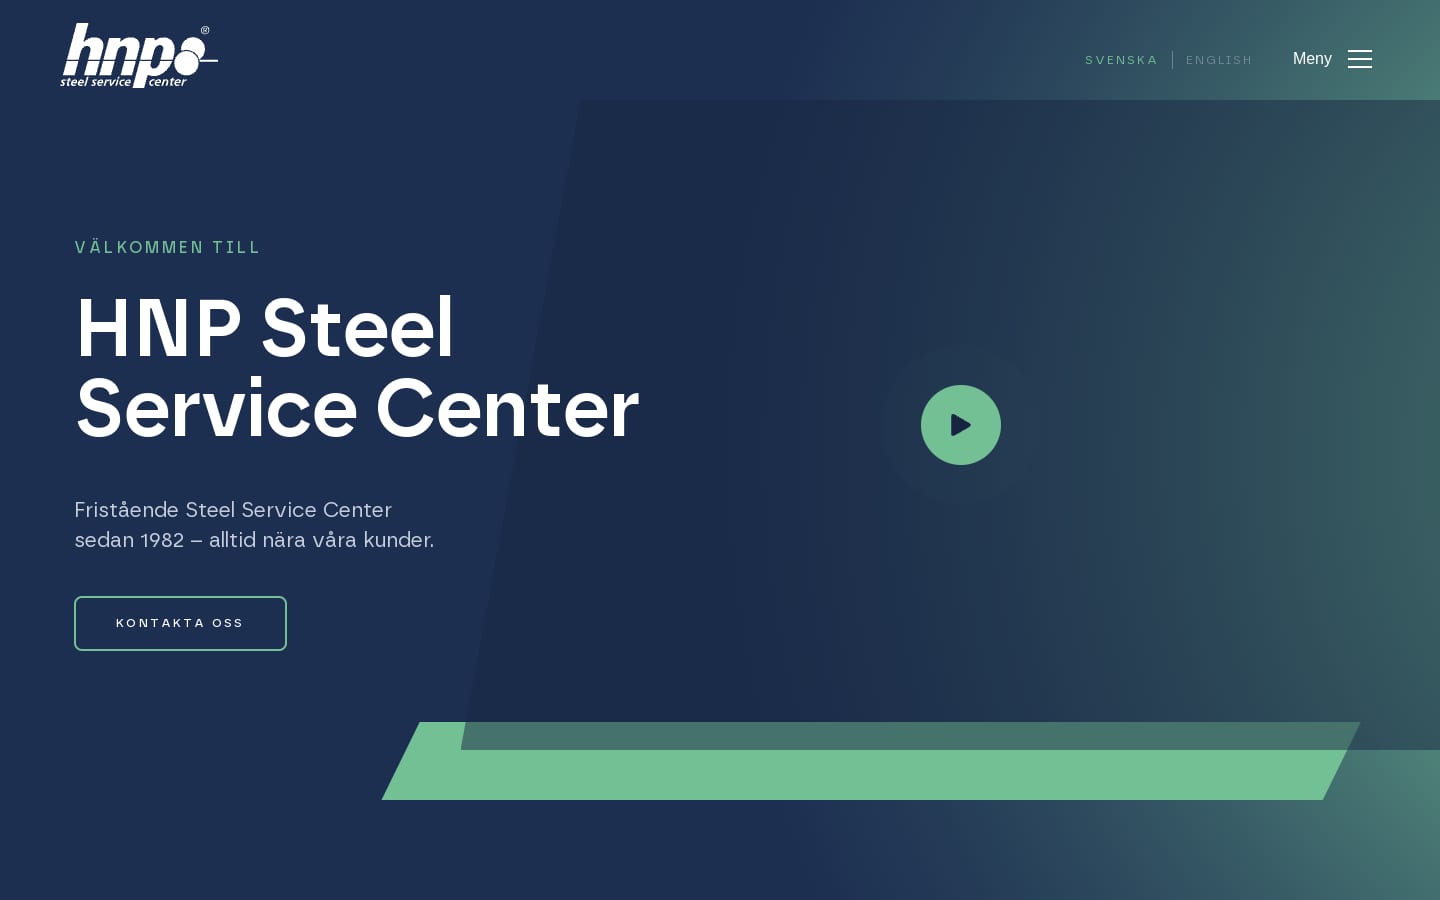 hnp®
steel service center
SVENSKA
ENGLISH
Meny
VÄLKOMMEN TILL
HNP Steel
Service Center
Fristående Steel Service Center
sedan 1982 – alltid nära våra kunder.
KONTAKTA OSS